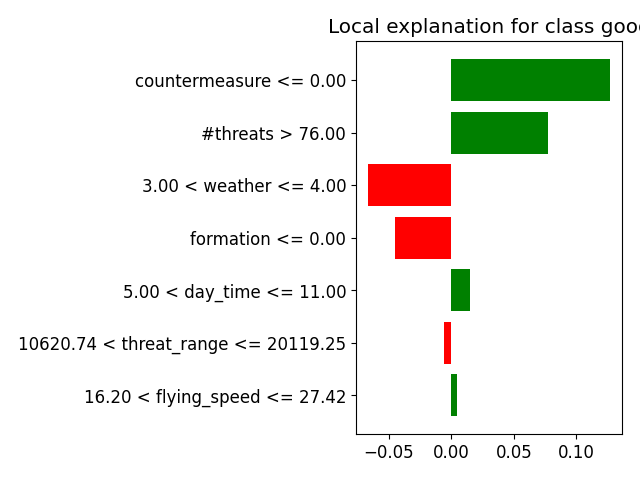 Local explanation for class goo
countermeasure <= 0.00
#threats > 76.00
3.00 < weather <= 4.00
formation <= 0.00
5.00 < day_time <= 11.00
10620.74 < threat_range <= 20119.25
16.20 < flying_speed <= 27.42
−0.05 0.00 0.05 0.10